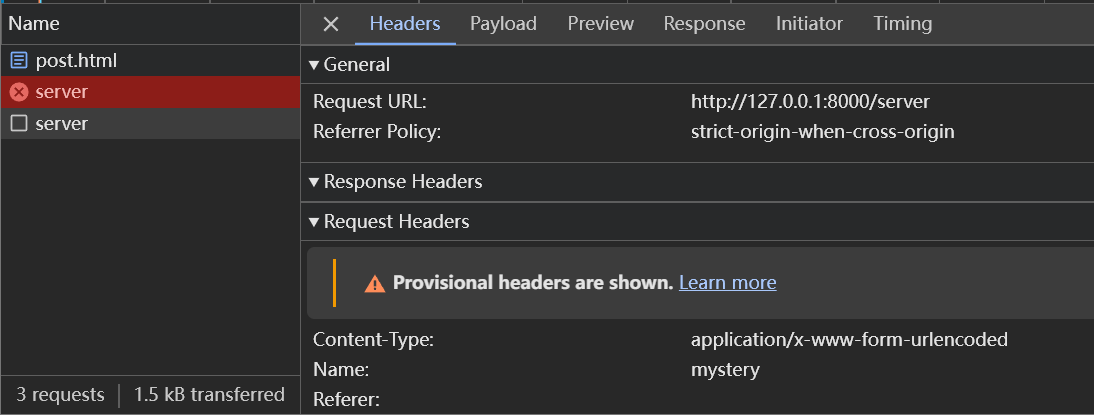 Name
Headers Payload Preview Response Initiator Timing
post.html
server
server
3 requests 1.5 kB transferred
General
Request URL: http://127.0.0.1:8000/server
Referrer Policy: strict-origin-when-cross-origin
Response Headers
Request Headers
Provisional headers are shown. Learn more
Content-Type: application/x-www-form-urlencoded
Name: mystery
Referer: